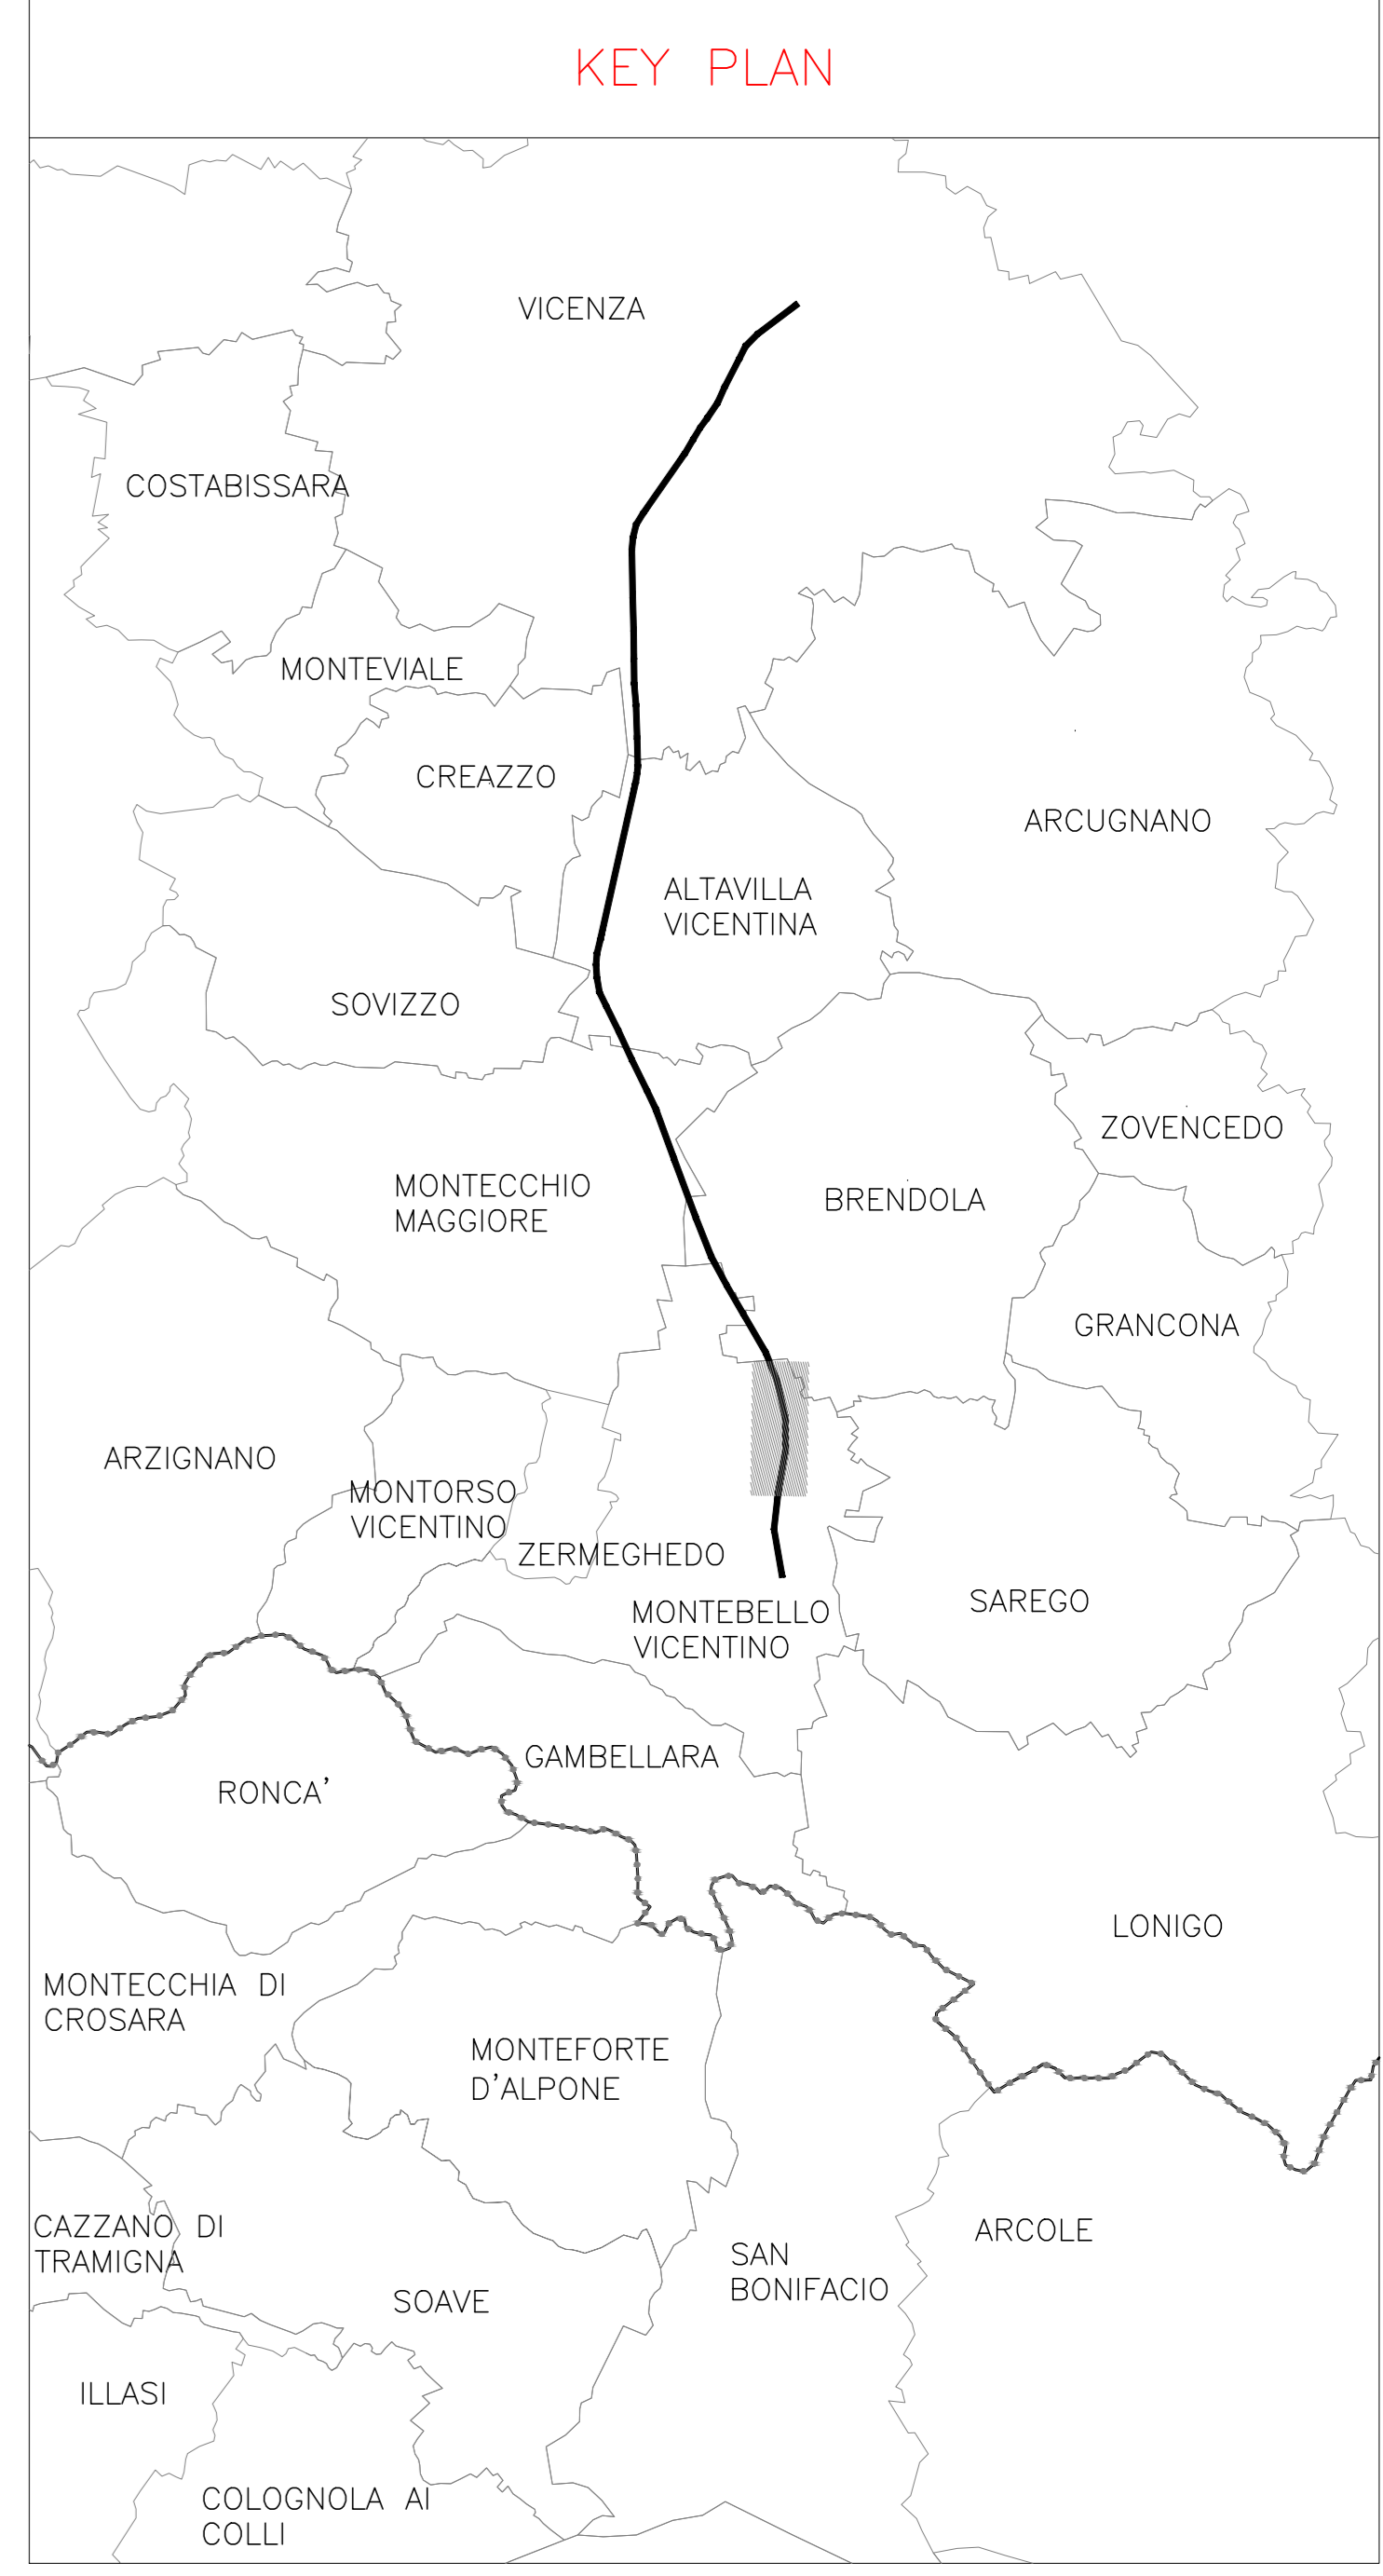 KEY PLAN
VICENZA
COSTABISSARA
MONTEVIALE
CREAZZO
ARCUGNANO
ALTAVILLA
VICENTINA
SOVIZZO
ZOVENCEDO
MONTECCHIO
MAGGIORE
BRENDOLA
GRANCONA
ARZIGNANO
MONTORSO
VICENTINO
ZERMEGHEDO
SAREGO
MONTEBELLO
VICENTINO
GAMBELLARA
RONCA'
LONIGO
MONTECCHIA DI
CROSARA
MONTEFORTE
D'ALPONE
CAZZANO DI
TRAMIGNA
ARCOLE
SAN
BONIFACIO
SOAVE
ILLASI
COLOGNOLA AI
COLLI